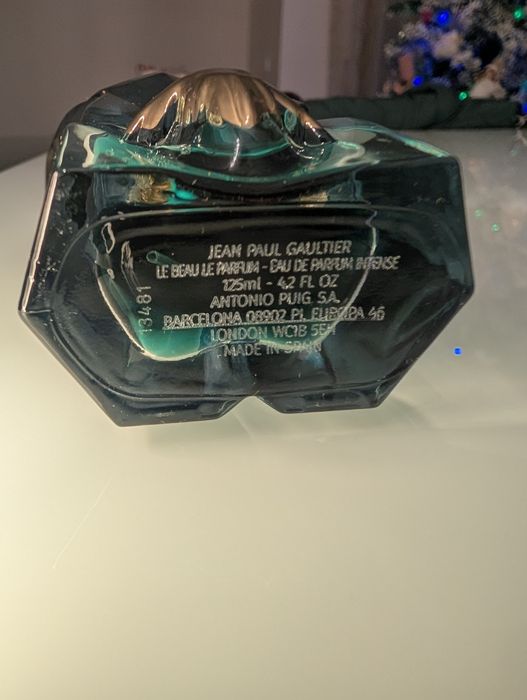 JEAN PAUL GAULTIER
LE BEAU LE PARFUM - EAU DE PARFUM INTENSE
125ml - 4.2 FL OZ
ANTONIO PUIG S.A.
BARCELONA 08902 PL EUROPA 46
LONDON WC1B 5EH
MADE IN SPAIN
13481